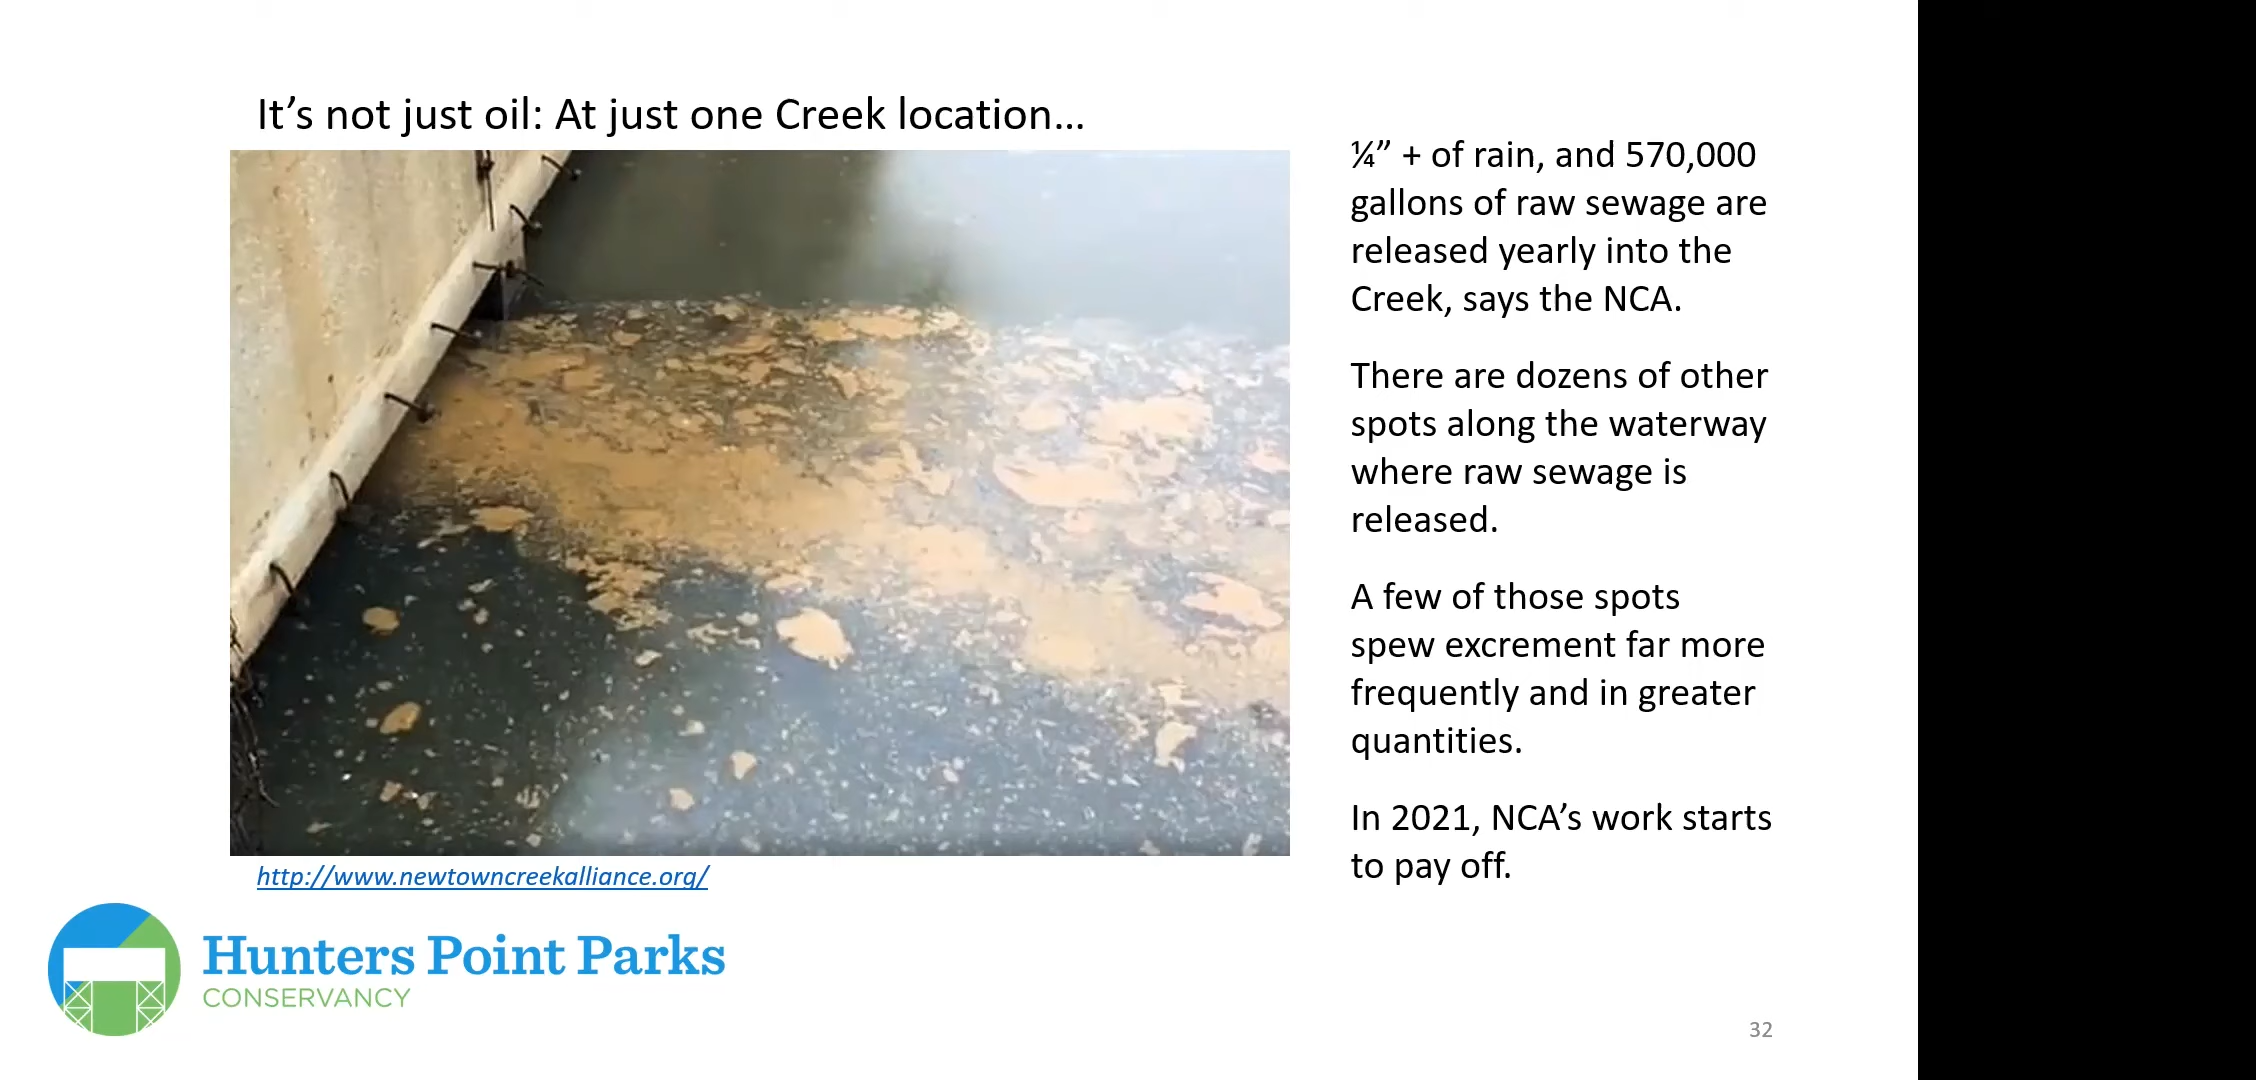 It’s not just oil: At just one Creek location…
¼” + of rain, and 570,000
gallons of raw sewage are
released yearly into the
Creek, says the NCA.
There are dozens of other
spots along the waterway
where raw sewage is
released.
A few of those spots
spew excrement far more
frequently and in greater
quantities.
In 2021, NCA’s work starts
to pay off.
http://www.newtowncreekalliance.org/
Hunters Point Parks
CONSERVANCY
32